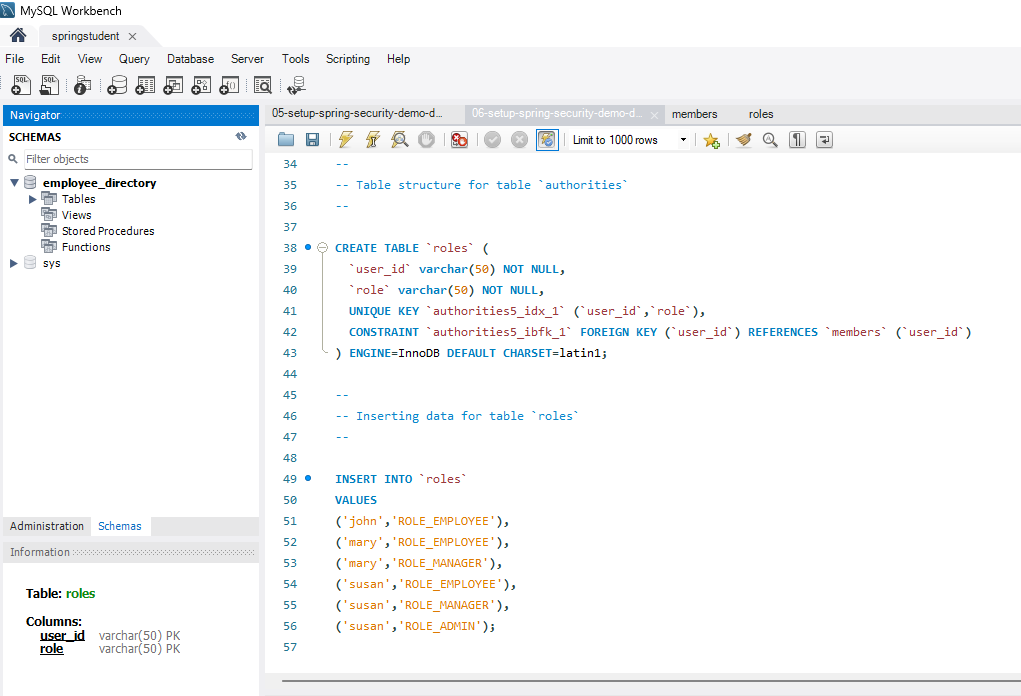 MySQL Workbench
springstudent
File Edit View Query Database Server Tools Scripting Help
Navigator
SCHEMAS
Filter objects
employee_directory
Tables
Views
Stored Procedures
Functions
sys
Administration Schemas
Information
Table: roles
Columns:
user_id varchar(50) PK
role varchar(50) PK
05-setup-spring-security-demo-d... 06-setup-spring-security-demo-d... members roles
Limit to 1000 rows
34 --
35 -- Table structure for table `authorities`
36 --
37
38 CREATE TABLE `roles` (
39 `user_id` varchar(50) NOT NULL,
40 `role` varchar(50) NOT NULL,
41 UNIQUE KEY `authorities5_idx_1` (`user_id`,`role`),
42 CONSTRAINT `authorities5_ibfk_1` FOREIGN KEY (`user_id`) REFERENCES `members` (`user_id`)
43 ) ENGINE=InnoDB DEFAULT CHARSET=latin1;
44
45 --
46 -- Inserting data for table `roles`
47 --
48
49 INSERT INTO `roles`
50 VALUES
51 ('john','ROLE_EMPLOYEE'),
52 ('mary','ROLE_EMPLOYEE'),
53 ('mary','ROLE_MANAGER'),
54 ('susan','ROLE_EMPLOYEE'),
55 ('susan','ROLE_MANAGER'),
56 ('susan','ROLE_ADMIN');
57